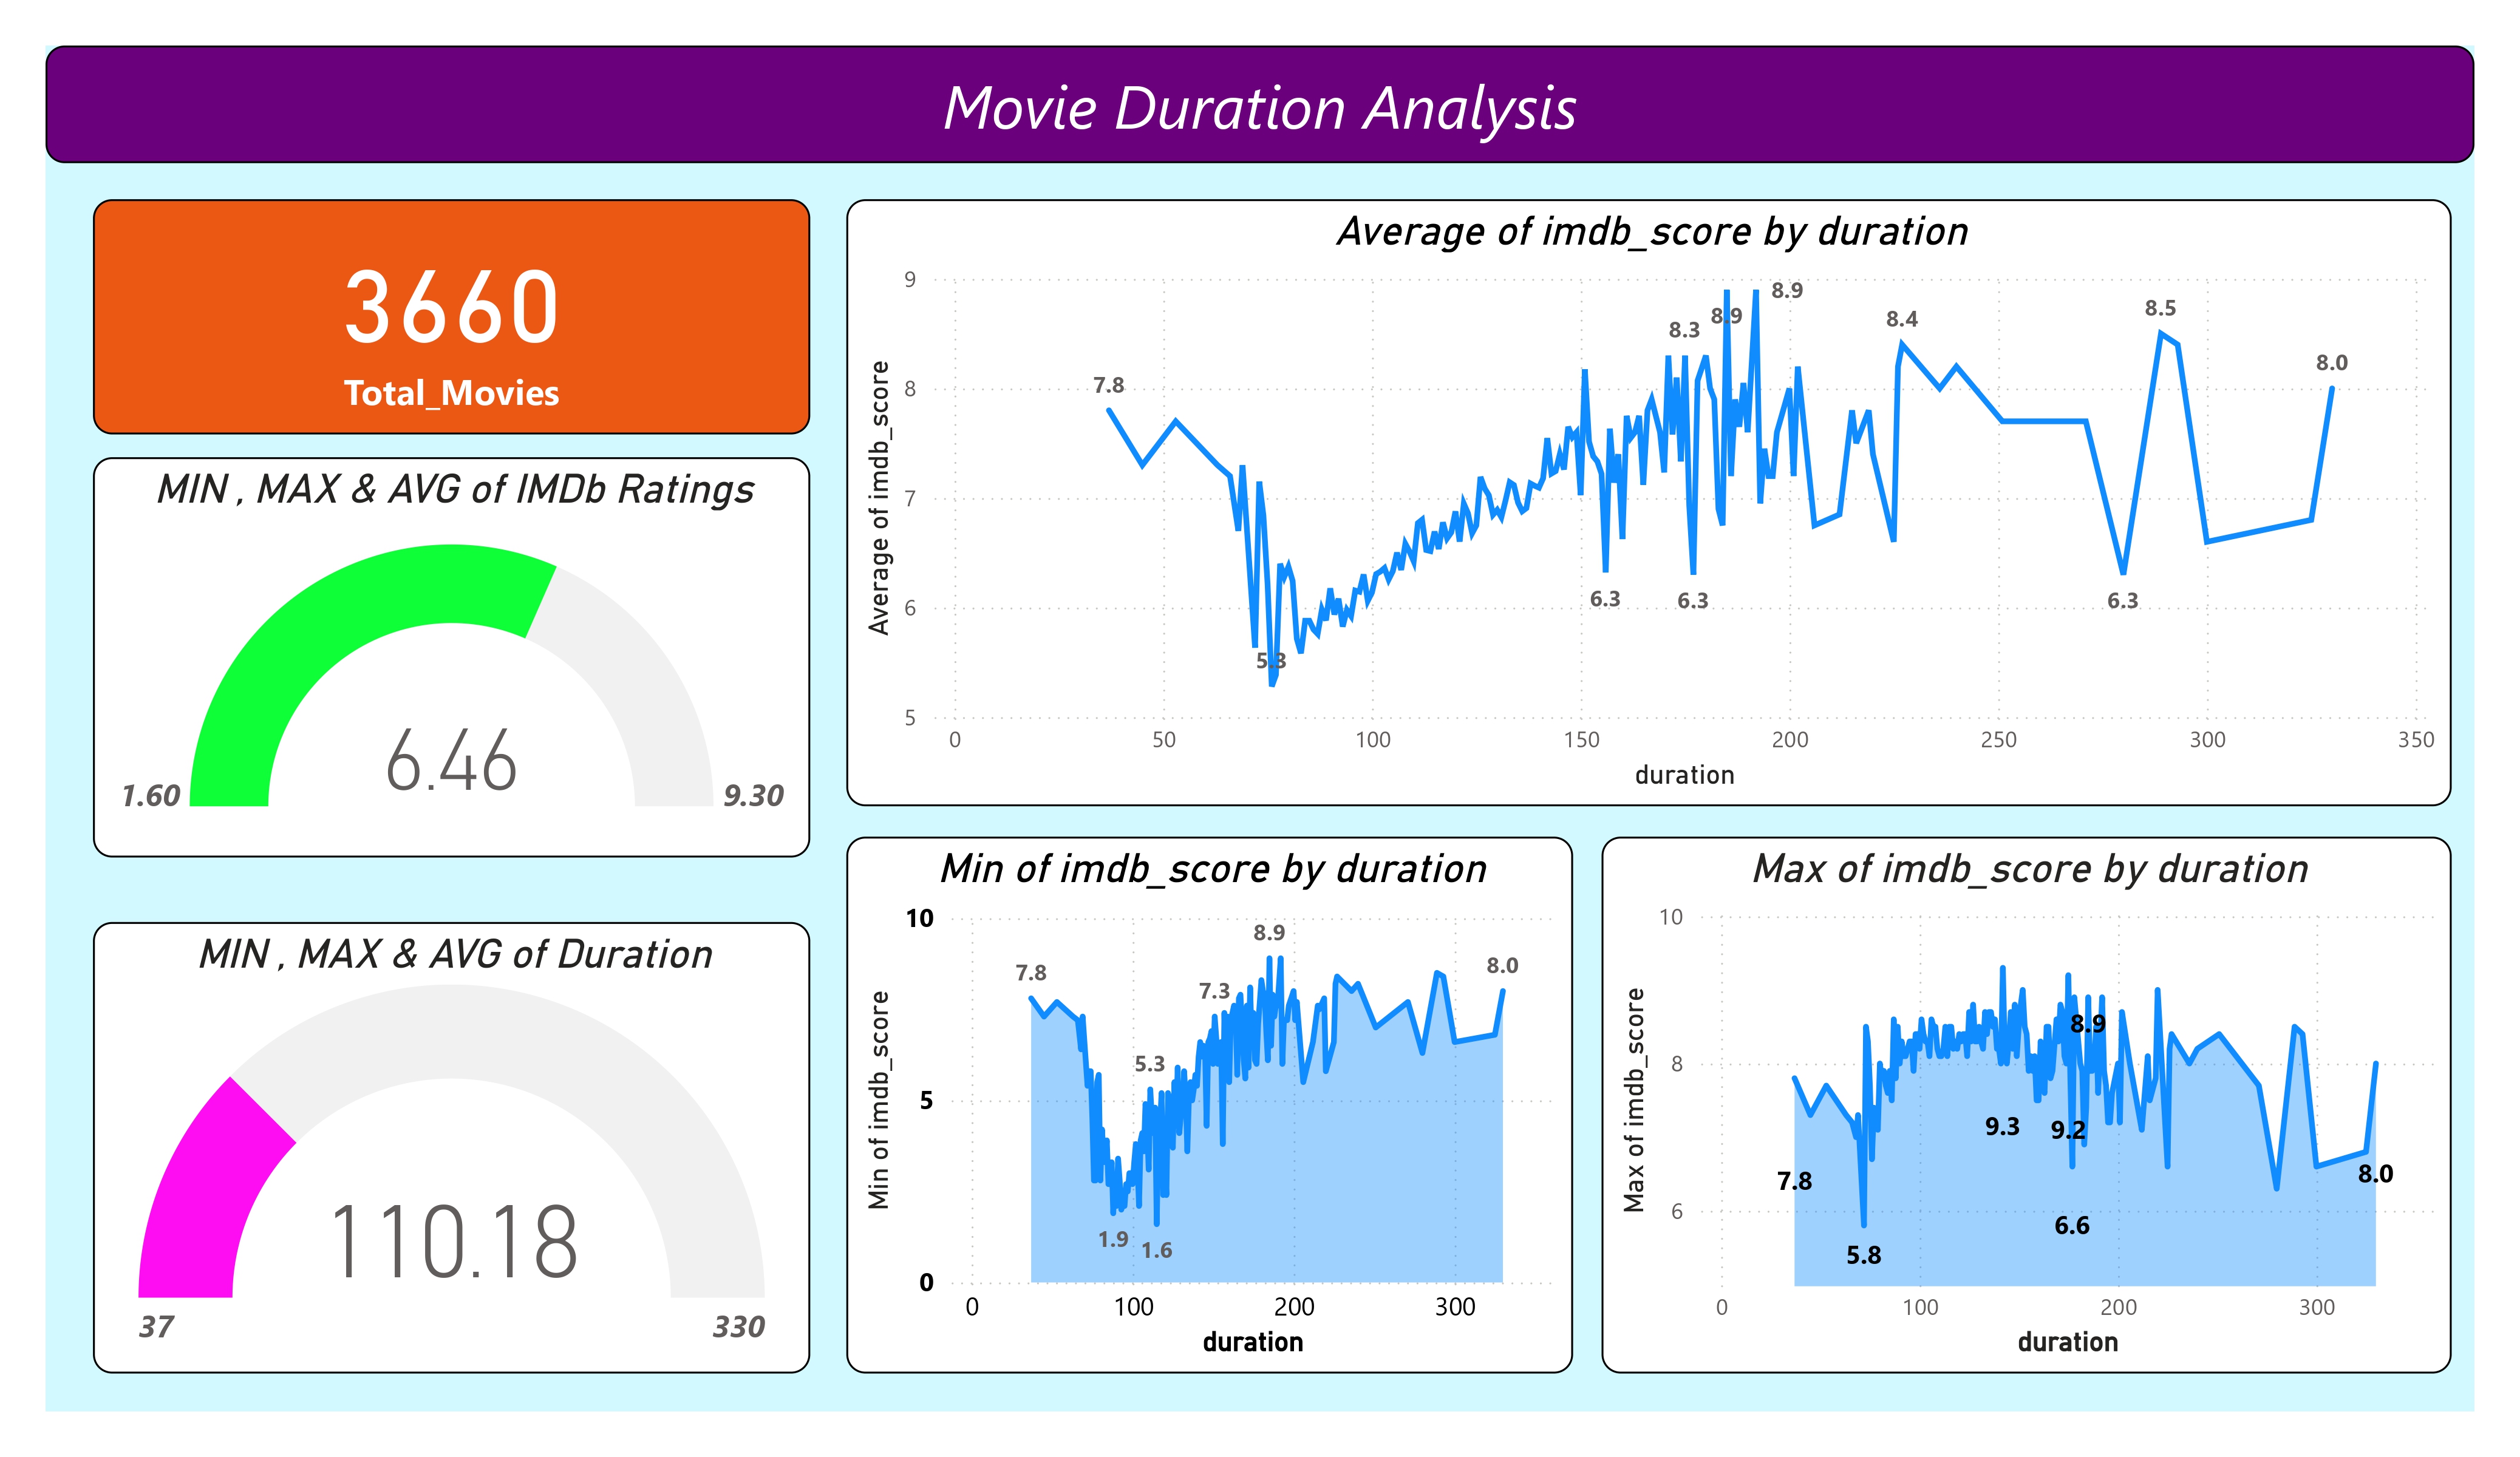 Movie Duration Analysis
3660
Total_Movies
MIN , MAX & AVG of IMDb Ratings
6.46
1.60
9.30
MIN , MAX & AVG of Duration
110.18
37
330
Average of imdb_score by duration
Average of imdb_score
9
8
7
6
5
7.8
5.3
6.3
8.3
6.3
8.9
8.9
8.4
6.3
8.5
8.0
0 50 100 150 200 250 300 350
duration
Min of imdb_score by duration
Min of imdb_score
10
5
0
7.8
1.9
5.3
1.6
7.3
8.9
8.0
0 100 200 300
duration
Max of imdb_score by duration
Max of imdb_score
10
8
6
7.8
5.8
9.3
9.2
6.6
8.9
8.0
0 100 200 300
duration